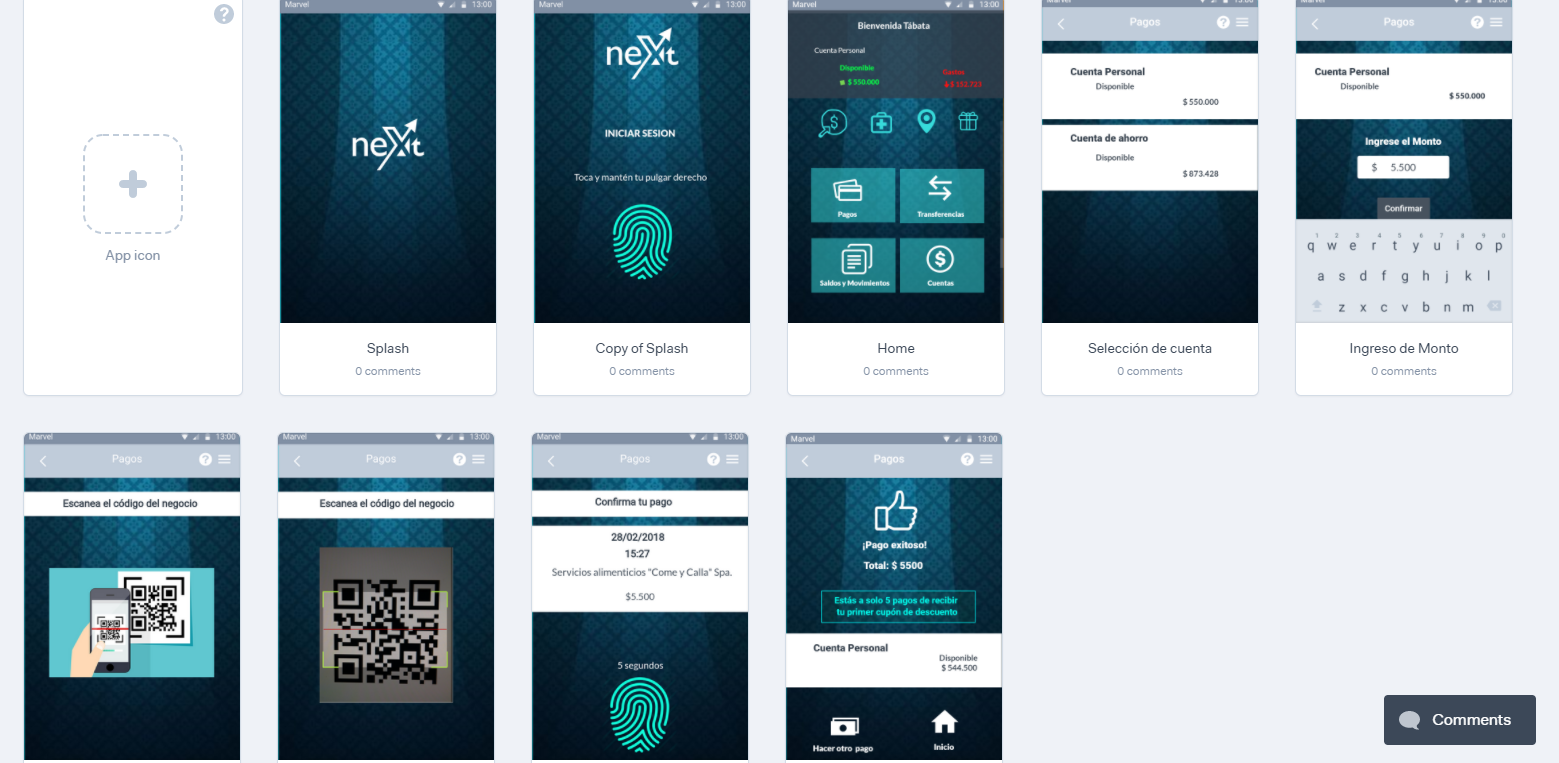 Marvel 13:00
neXt
Splash
0 comments
Marvel 13:00
neXt
INICIAR SESIÓN
Toca y mantén tu pulgar derecho
Copy of Splash
0 comments
Marvel 13:00
Bienvenida Tábata
Cuenta Personal
Disponible
$ 550.000
Gastos
Pagos
Transferencias
Saldos y Movimientos
Cuentas
Home
0 comments
Marvel 13:00
Pagos
Cuenta Personal
Disponible
$ 550.000
Cuenta de ahorro
Disponible
$ 873.428
Selección de cuenta
0 comments
Marvel 13:00
Pagos
Cuenta Personal
Disponible
$ 550.000
Ingrese el Monto
$ 5.500
Confirmar
1 2 3 4 5 6 7 8 9 0
q w e r t y u i o p
a s d f g h j k l
z x c v b n m
Ingreso de Monto
0 comments
?
App icon
Marvel 13:00
Pagos
Escanea el código del negocio
Marvel 13:00
Pagos
Escanea el código del negocio
Marvel 13:00
Pagos
Confirma tu pago
28/02/2018
15:27
Servicios alimenticios "Come y Calla" Spa.
$5.500
5 segundos
Marvel 13:00
Pagos
¡Pago exitoso!
Total: $ 5500
Estás a solo 5 pagos de recibir
tu primer cupón de descuento
Cuenta Personal
Disponible
$ 544.500
Hacer otro pago
Inicio
Comments